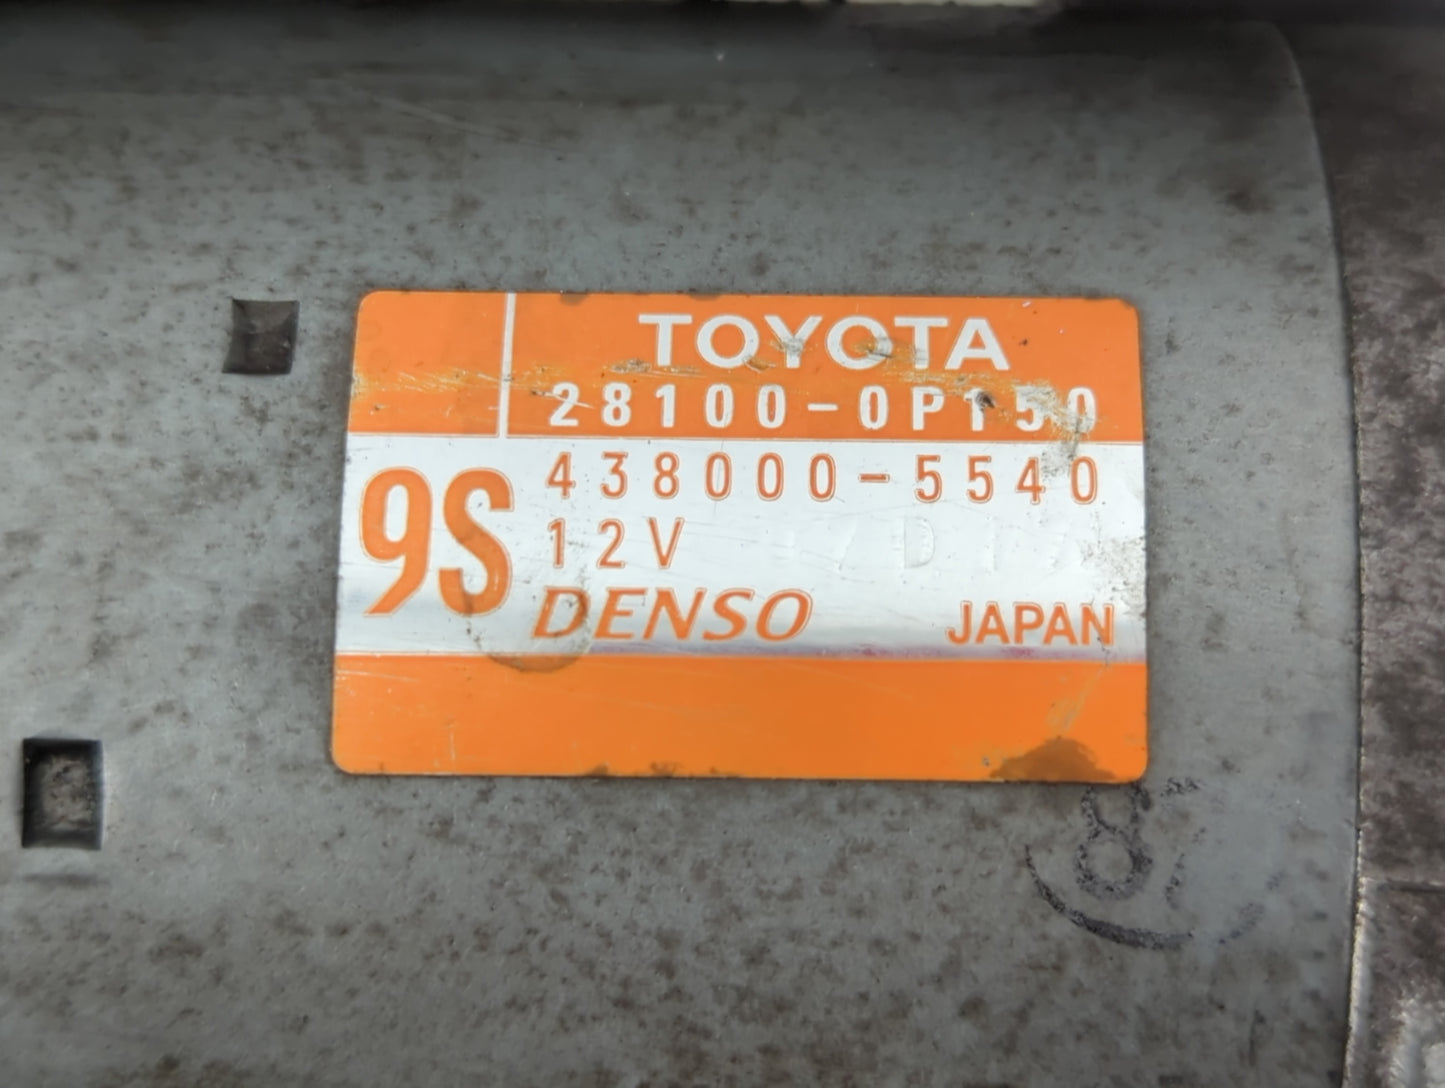 TOYOTA
28100-0P150
438000-5540
9S
12V
DENSO
JAPAN